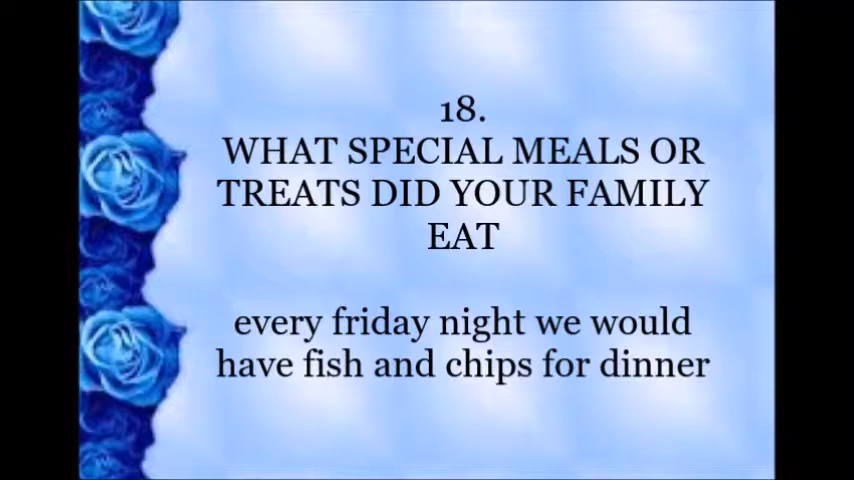 18.
WHAT SPECIAL MEALS OR
TREATS DID YOUR FAMILY
EAT
every friday night we would
have fish and chips for dinner